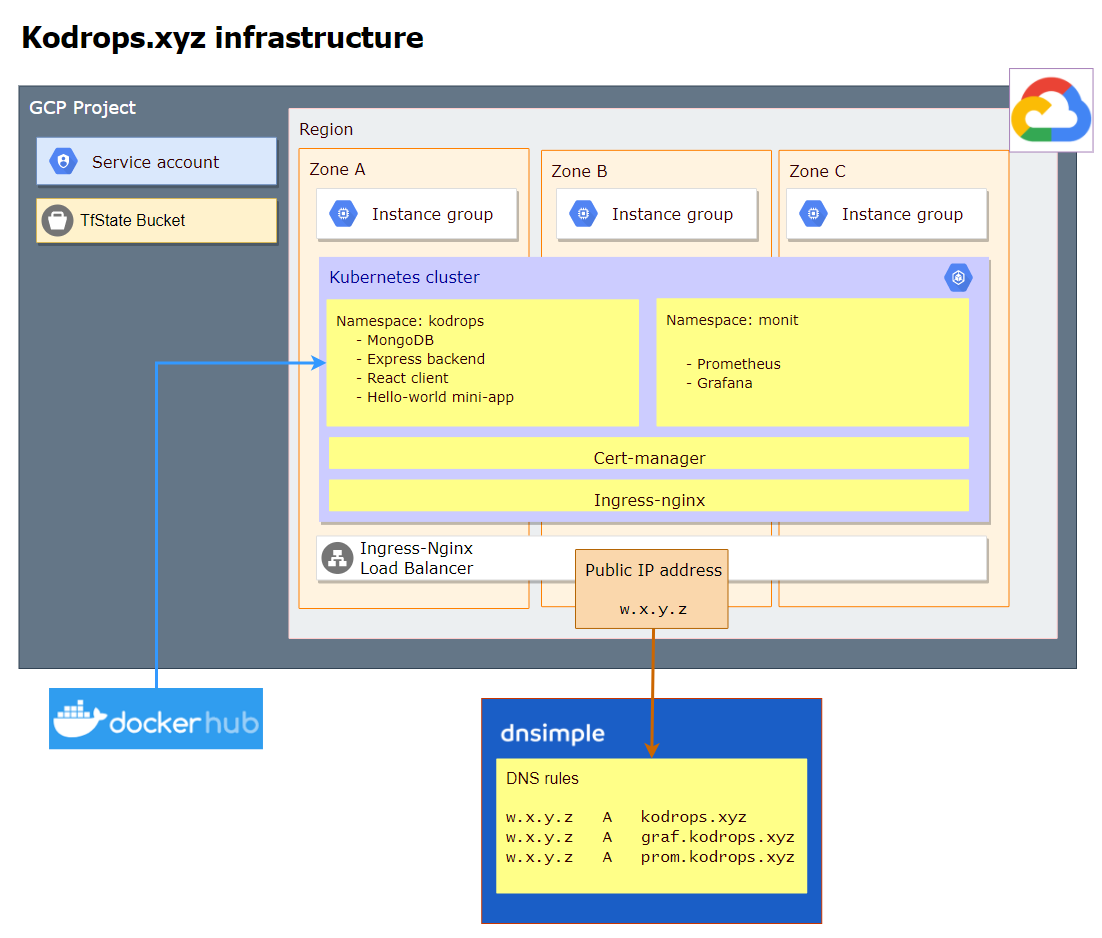 Kodrops.xyz infrastructure
GCP Project
Service account
TfState Bucket
Region
Zone A
Instance group
Zone B
Instance group
Zone C
Instance group
Kubernetes cluster
Namespace: kodrops
- MongoDB
- Express backend
- React client
- Hello-world mini-app
Namespace: monit
- Prometheus
- Grafana
Cert-manager
Ingress-nginx
Ingress-Nginx
Load Balancer
Public IP address
w.x.y.z
dockerhub
dnsimple
DNS rules
w.x.y.z A kodrops.xyz
w.x.y.z A graf.kodrops.xyz
w.x.y.z A prom.kodrops.xyz